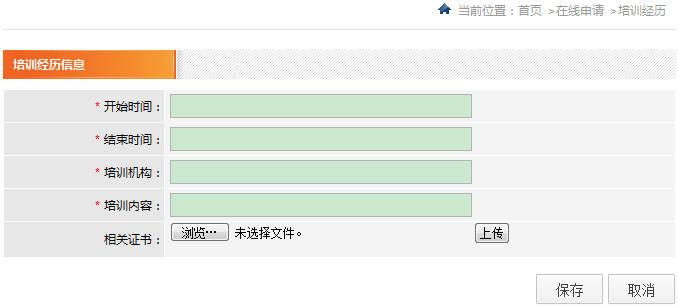 当前位置：首页 >在线申请 >培训经历
培训经历信息
* 开始时间：
* 结束时间：
* 培训机构：
* 培训内容：
相关证书： 浏览… 未选择文件。 上传
保存 取消